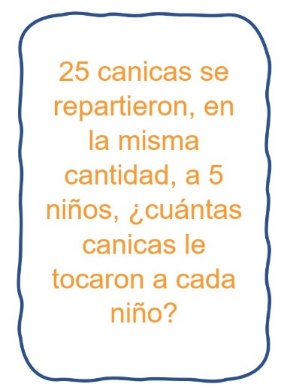 25 canicas se
repartieron, en
la misma
cantidad, a 5
niños, ¿cuántas
canicas le
tocaron a cada
niño?